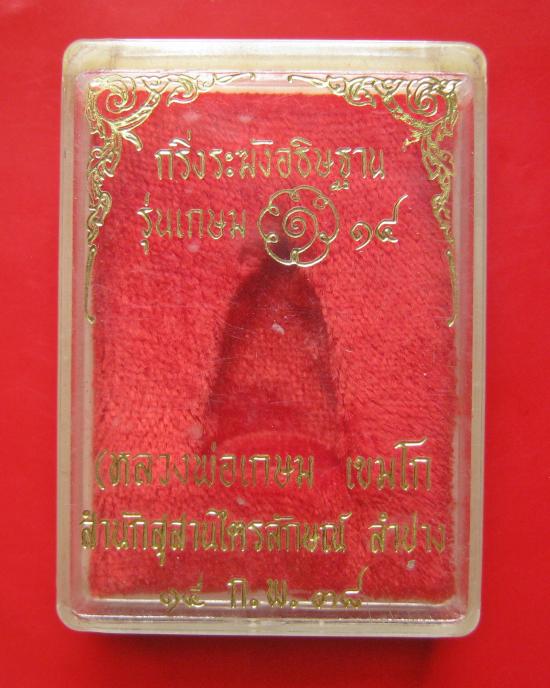 กริ่งระฆังอธิษฐาน
รุ่นเกษม ๑๔
(หลวงพ่อเกษม เขมโก
สำนักสุสานไตรลักษณ์ ลำปาง
๑๕ ก.พ. ๓๘